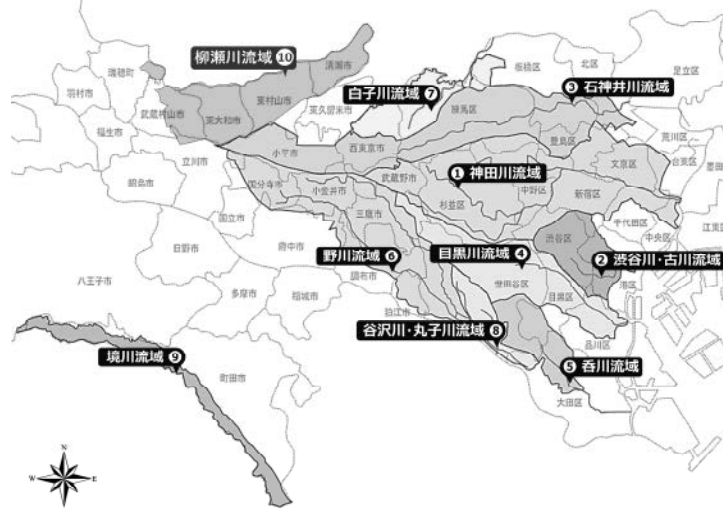 柳瀬川流域 ⑩
清瀬市
瑞穂町
羽村市
武蔵村山市
東大和市
東村山市
東久留米市
福生市
白子川流域 ⑦
板橋区
北区
足立区
③ 石神井川流域
練馬区
豊島区
荒川区
台東区
墨田
文京区
立川市
小平市
西東京市
昭島市
国分寺市
小金井市
武蔵野市
① 神田川流域
中野区
杉並区
新宿区
千代田区
中央区
江東区
国立市
三鷹市
渋谷区
日野市
府中市
野川流域 ⑥
調布市
目黒川流域 ④
② 渋谷川・古川流域
港区
八王子市
多摩市
稲城市
狛江市
世田谷区
目黒区
谷沢川・丸子川流域 ⑧
品川区
境川流域 ⑨
町田市
⑤ 呑川流域
大田区
N
W
E
S